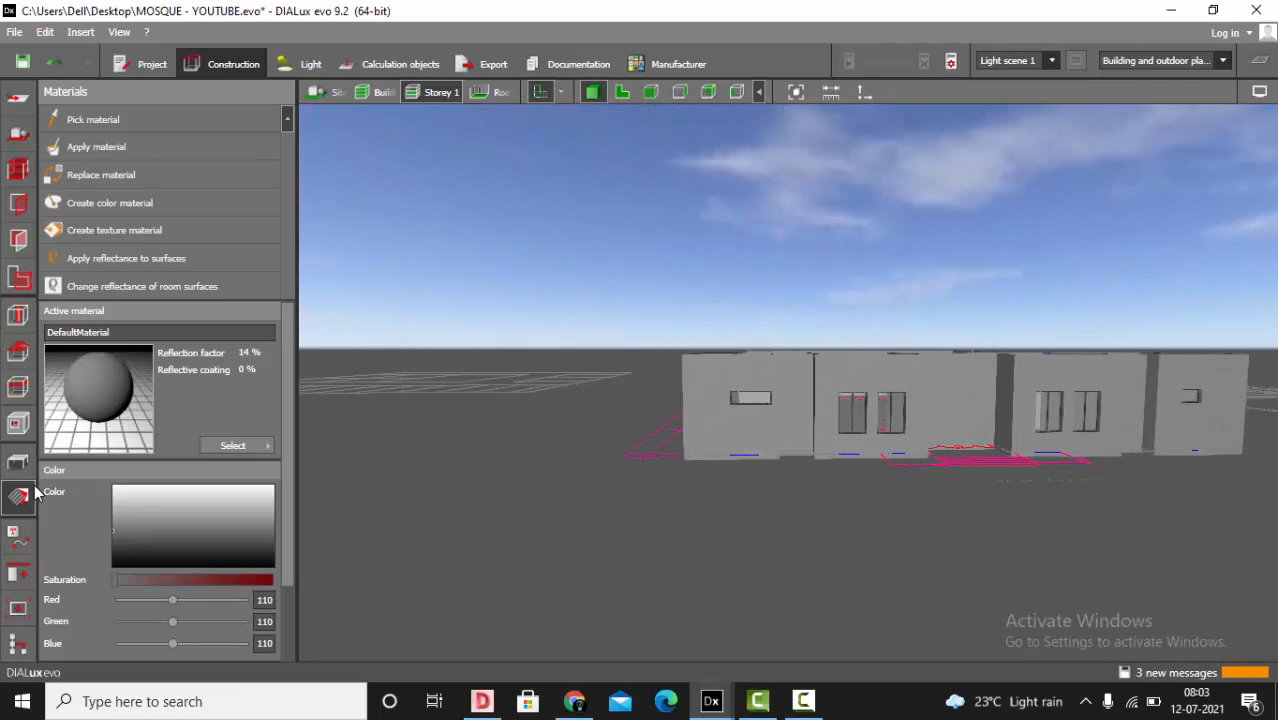 C:\Users\Dell\Desktop\MOSQUE - YOUTUBE.evo* - DIALux evo 9.2 (64-bit)
File Edit Insert View ?
Log in
Project Construction Light Calculation objects Export Documentation Manufacturer
Light scene 1
Building and outdoor pla...
Materials
Sit Build Storey 1 Roo
Pick material
Apply material
Replace material
Create color material
Create texture material
Apply reflectance to surfaces
Change reflectance of room surfaces
Active material
DefaultMaterial
Reflection factor 14 %
Reflective coating 0 %
Select
Color
Color
Saturation
Red 110
Green 110
Blue 110
Activate Windows
Go to Settings to activate Windows.
DIALux evo
3 new messages
Type here to search
23°C Light rain
08:03
12-07-2021
6